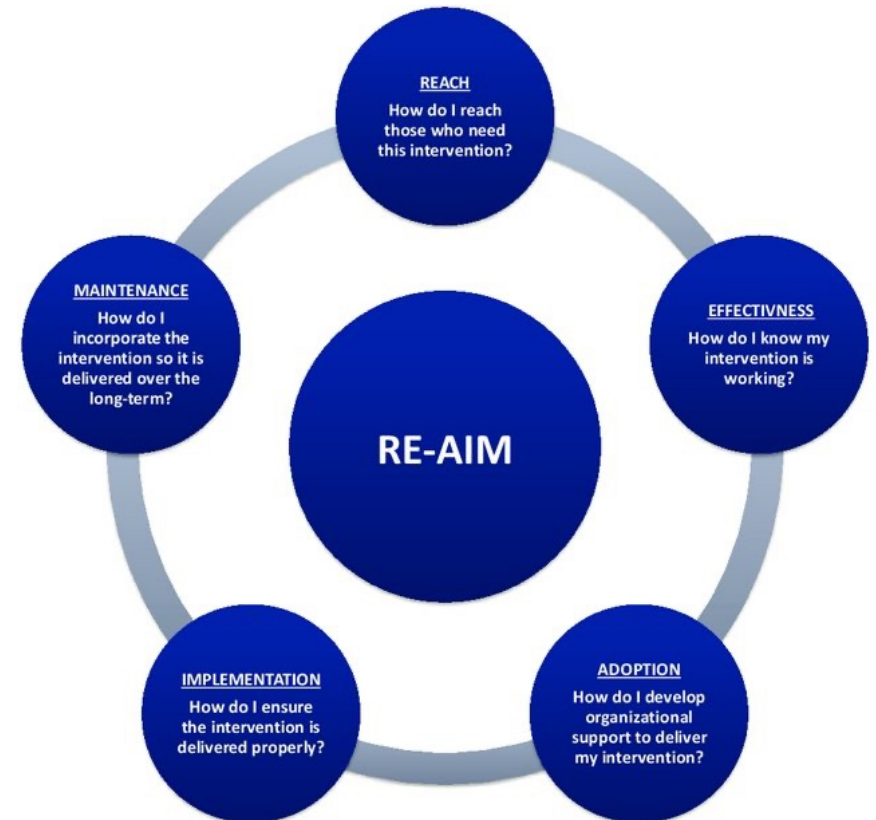 REACH
How do I reach
those who need
this intervention?
EFFECTIVNESS
How do I know my
intervention is
working?
ADOPTION
How do I develop
organizational
support to deliver
my intervention?
IMPLEMENTATION
How do I ensure
the intervention is
delivered properly?
MAINTENANCE
How do I
incorporate the
intervention so it is
delivered over the
long-term?
RE-AIM